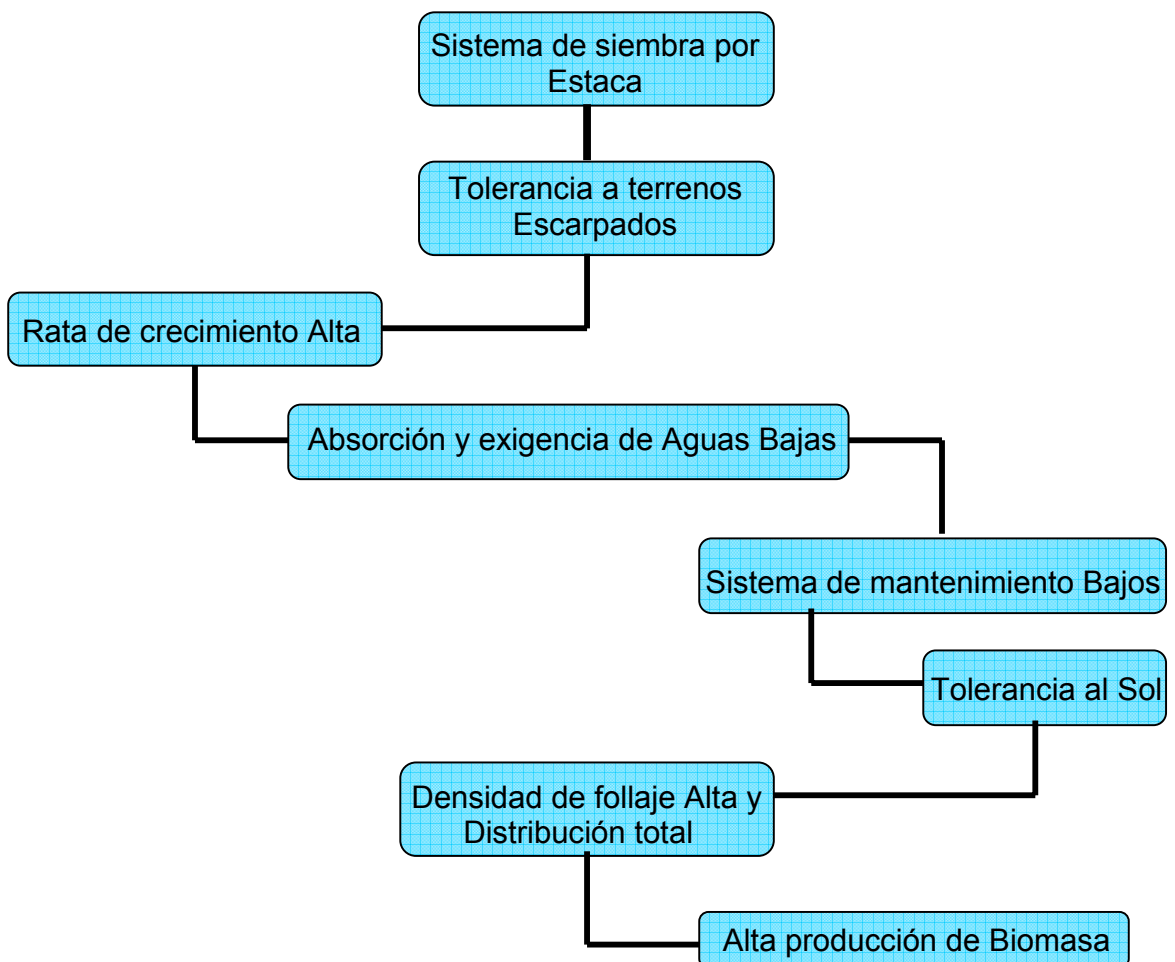 Sistema de siembra por
Estaca
Tolerancia a terrenos
Escarpados
Rata de crecimiento Alta
Absorción y exigencia de Aguas Bajas
Sistema de mantenimiento Bajos
Tolerancia al Sol
Densidad de follaje Alta y
Distribución total
Alta producción de Biomasa